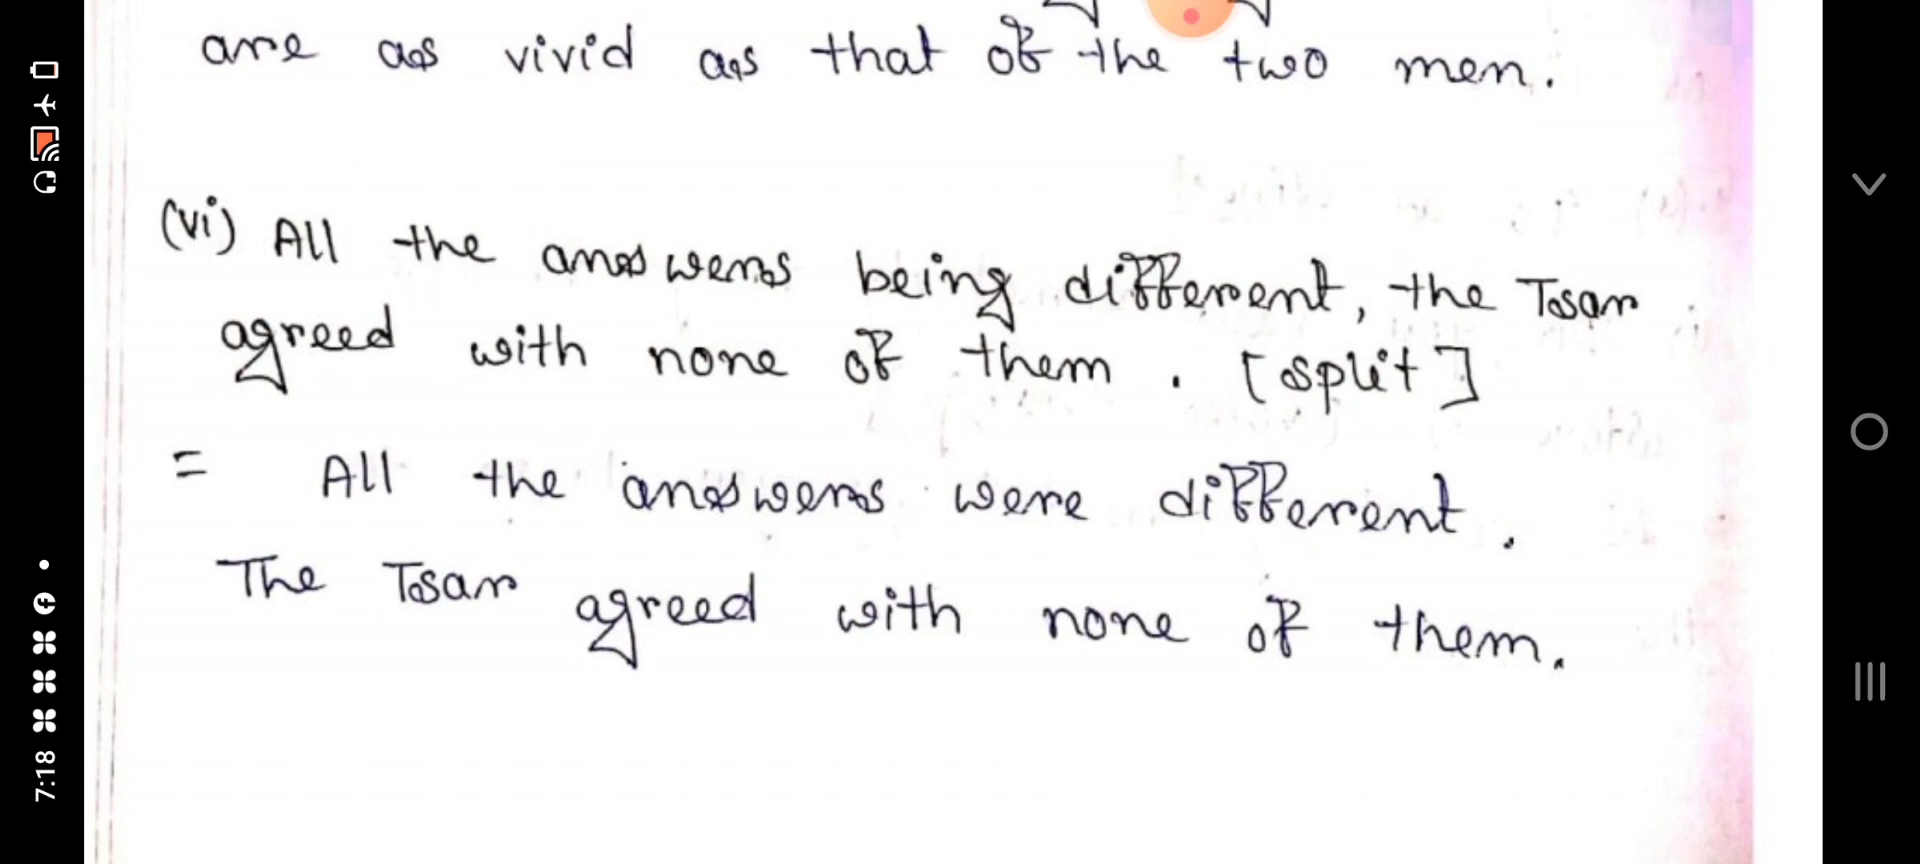 are as vivid as that of the two men.
(vi) All the answers being different, the Tsar
agreed with none of them. [split]
= All the answers were different.
The Tsar agreed with none of them.
7:18